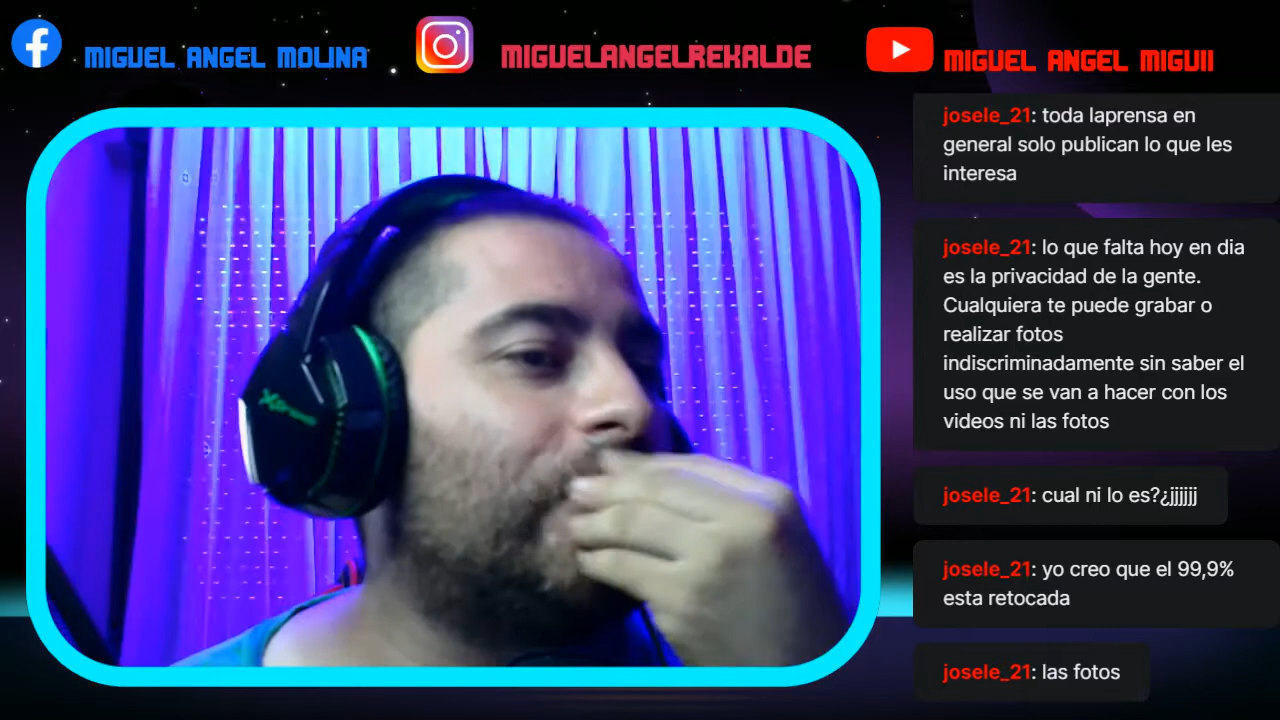 MIGUEL ANGEL MOLINA
MIGUELANGELREKALDE
MIGUEL ANGEL MIGUII
josele_21: toda laprensa en
general solo publican lo que les
interesa
josele_21: lo que falta hoy en dia
es la privacidad de la gente.
Cualquiera te puede grabar o
realizar fotos
indiscriminadamente sin saber el
uso que se van a hacer con los
videos ni las fotos
josele_21: cual ni lo es?¿jjjjjj
josele_21: yo creo que el 99,9%
esta retocada
josele_21: las fotos
Xtreme